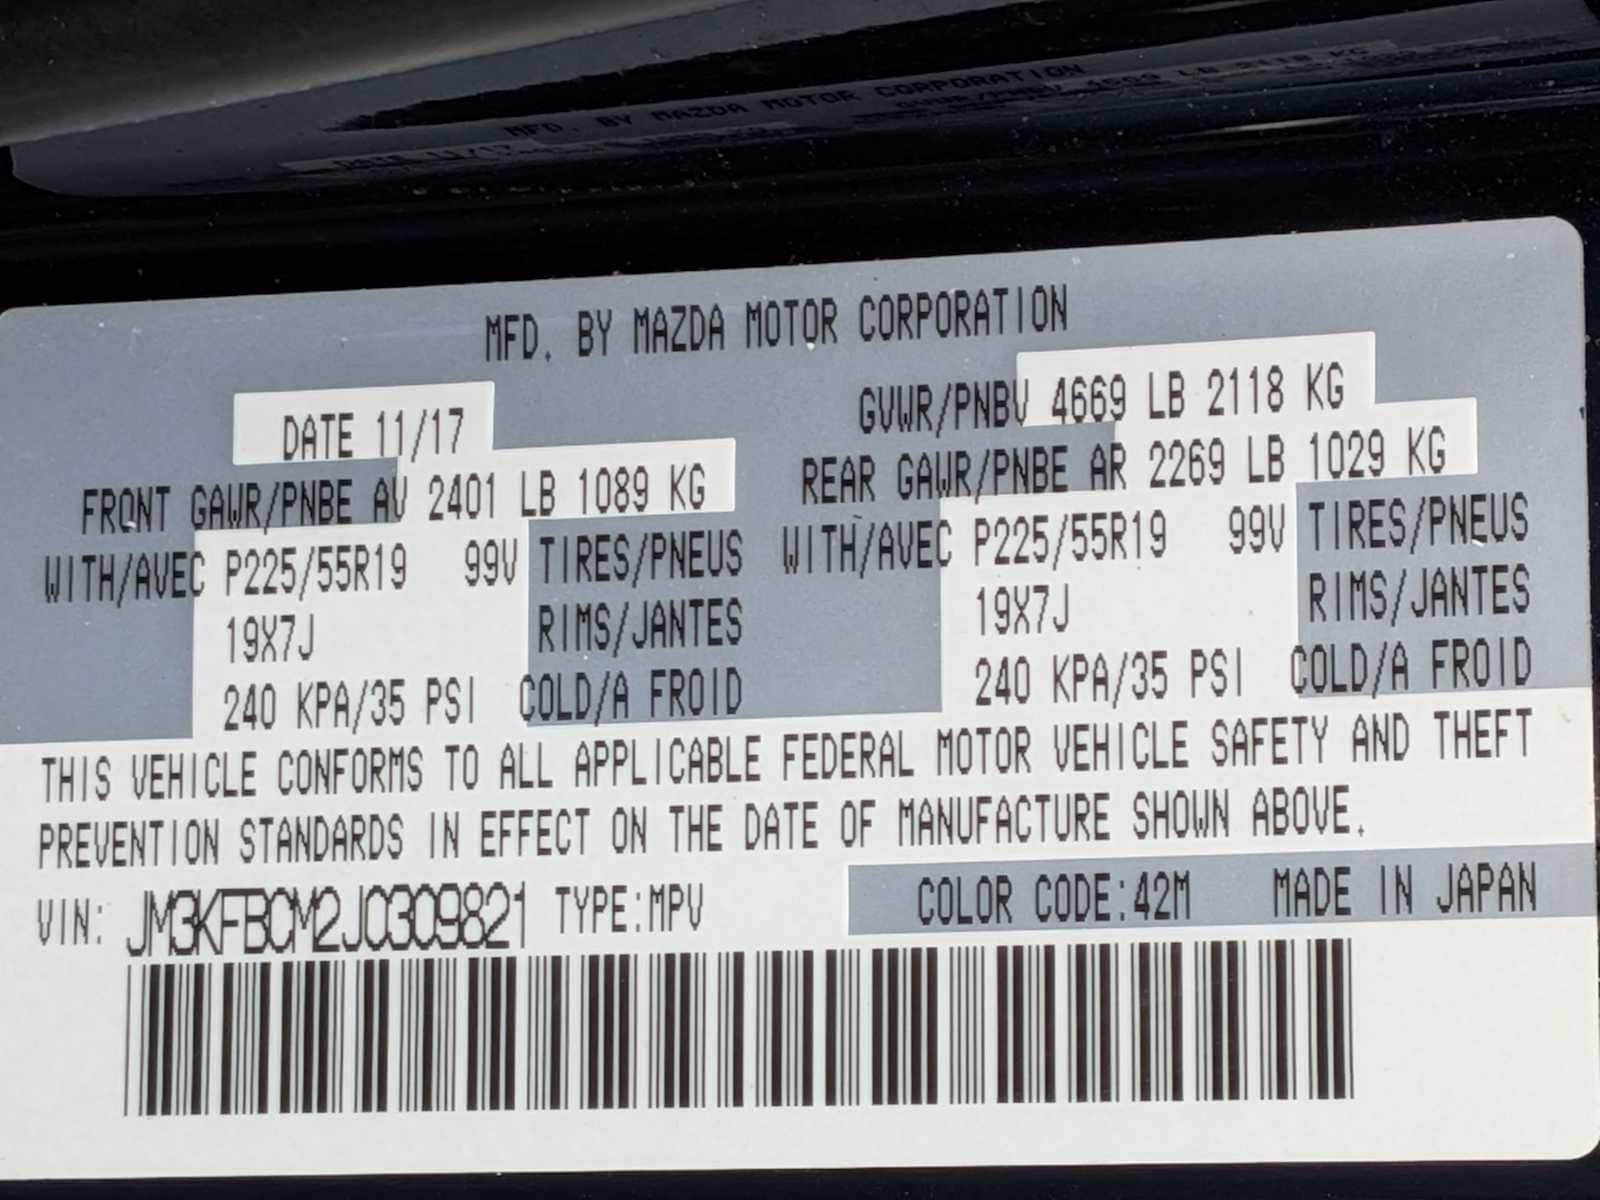 MFD. BY MAZDA MOTOR CORPORATION
MFD. BY MAZDA MOTOR CORPORATION
DATE 11/17 GVWR/PNBV 4669 LB 2118 KG
FRONT GAWR/PNBE AV 2401 LB 1089 KG REAR GAWR/PNBE AR 2269 LB 1029 KG
WITH/AVEC P225/55R19 99V TIRES/PNEUS WITH/AVEC P225/55R19 99V TIRES/PNEUS
19X7J RIMS/JANTES 19X7J RIMS/JANTES
240 KPA/35 PSI COLD/A FROID 240 KPA/35 PSI COLD/A FROID
THIS VEHICLE CONFORMS TO ALL APPLICABLE FEDERAL MOTOR VEHICLE SAFETY AND THEFT
PREVENTION STANDARDS IN EFFECT ON THE DATE OF MANUFACTURE SHOWN ABOVE.
VIN: JM3KFBCM2J0309821 TYPE:MPV COLOR CODE:42M MADE IN JAPAN